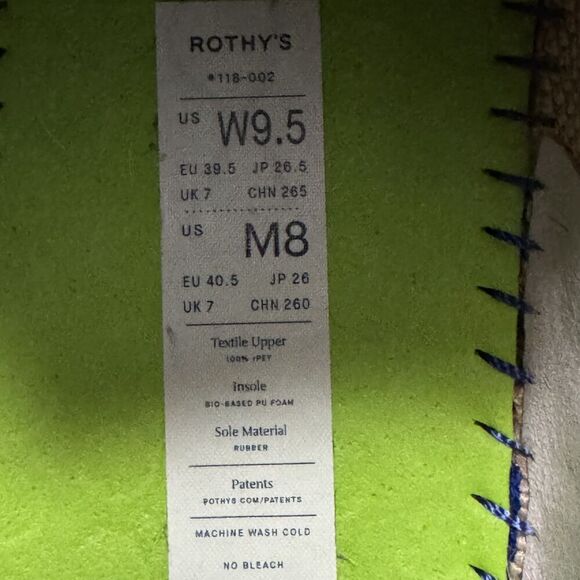 ROTHY'S
#118-002
US W9.5
EU 39.5 JP 26.5
UK 7 CHN 265
US M8
EU 40.5 JP 26
UK 7 CHN 260
Textile Upper
100% rPET
Insole
BIO-BASED PU FOAM
Sole Material
RUBBER
Patents
ROTHYS.COM/PATENTS
MACHINE WASH COLD
NO BLEACH